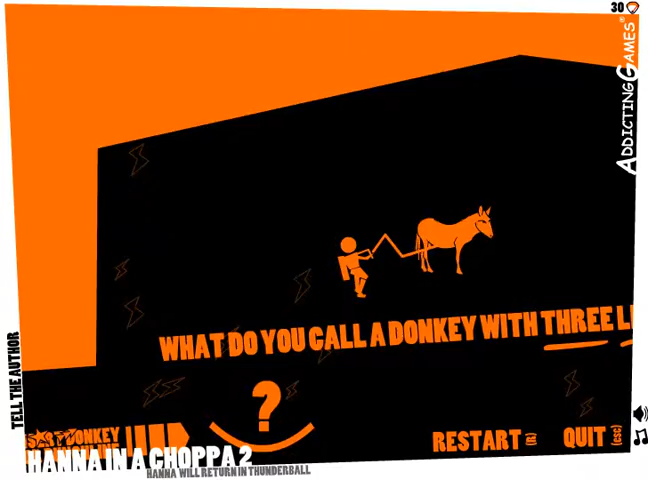 30
ADDICTINGGAMES®
WHAT DO YOU CALL A DONKEY WITH THREE L
TELL THE AUTHOR
?
DONKEY
RESTART (R)
QUIT (esc)
HANNA IN A CHOPPA 2
HANNA WILL RETURN IN THUNDERBALL